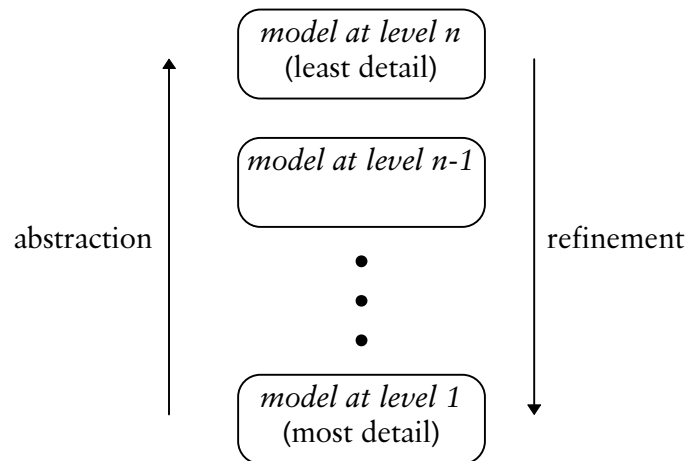 model at level n
(least detail)
model at level n-1
abstraction
refinement
model at level 1
(most detail)